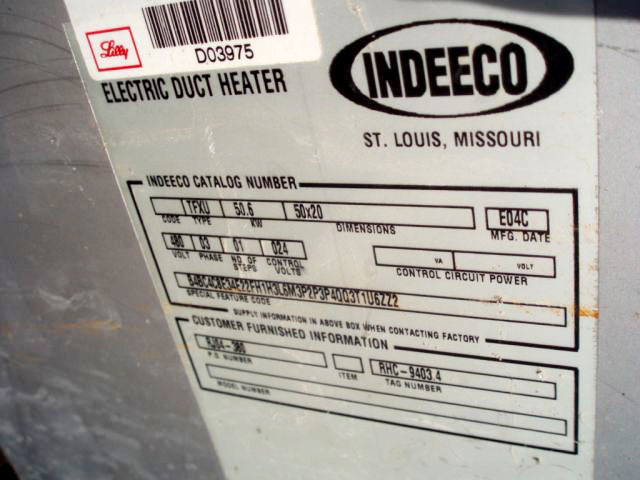 Lilly
D03975
ELECTRIC DUCT HEATER
INDEECO
ST. LOUIS, MISSOURI
INDEECO CATALOG NUMBER
TFXU 50.6 50x20 E04C
CODE TYPE KW DIMENSIONS MFG. DATE
480 03 01 024
VOLT PHASE NO. OF STEPS CONTROL VOLTS VA VOLT
CONTROL CIRCUIT POWER
SPECIAL FEATURE CODE
SUPPLY INFORMATION IN ABOVE BOX WHEN CONTACTING FACTORY
CUSTOMER FURNISHED INFORMATION
RHC-9403.4
P.O. NUMBER ITEM TAG NUMBER
MODEL NUMBER